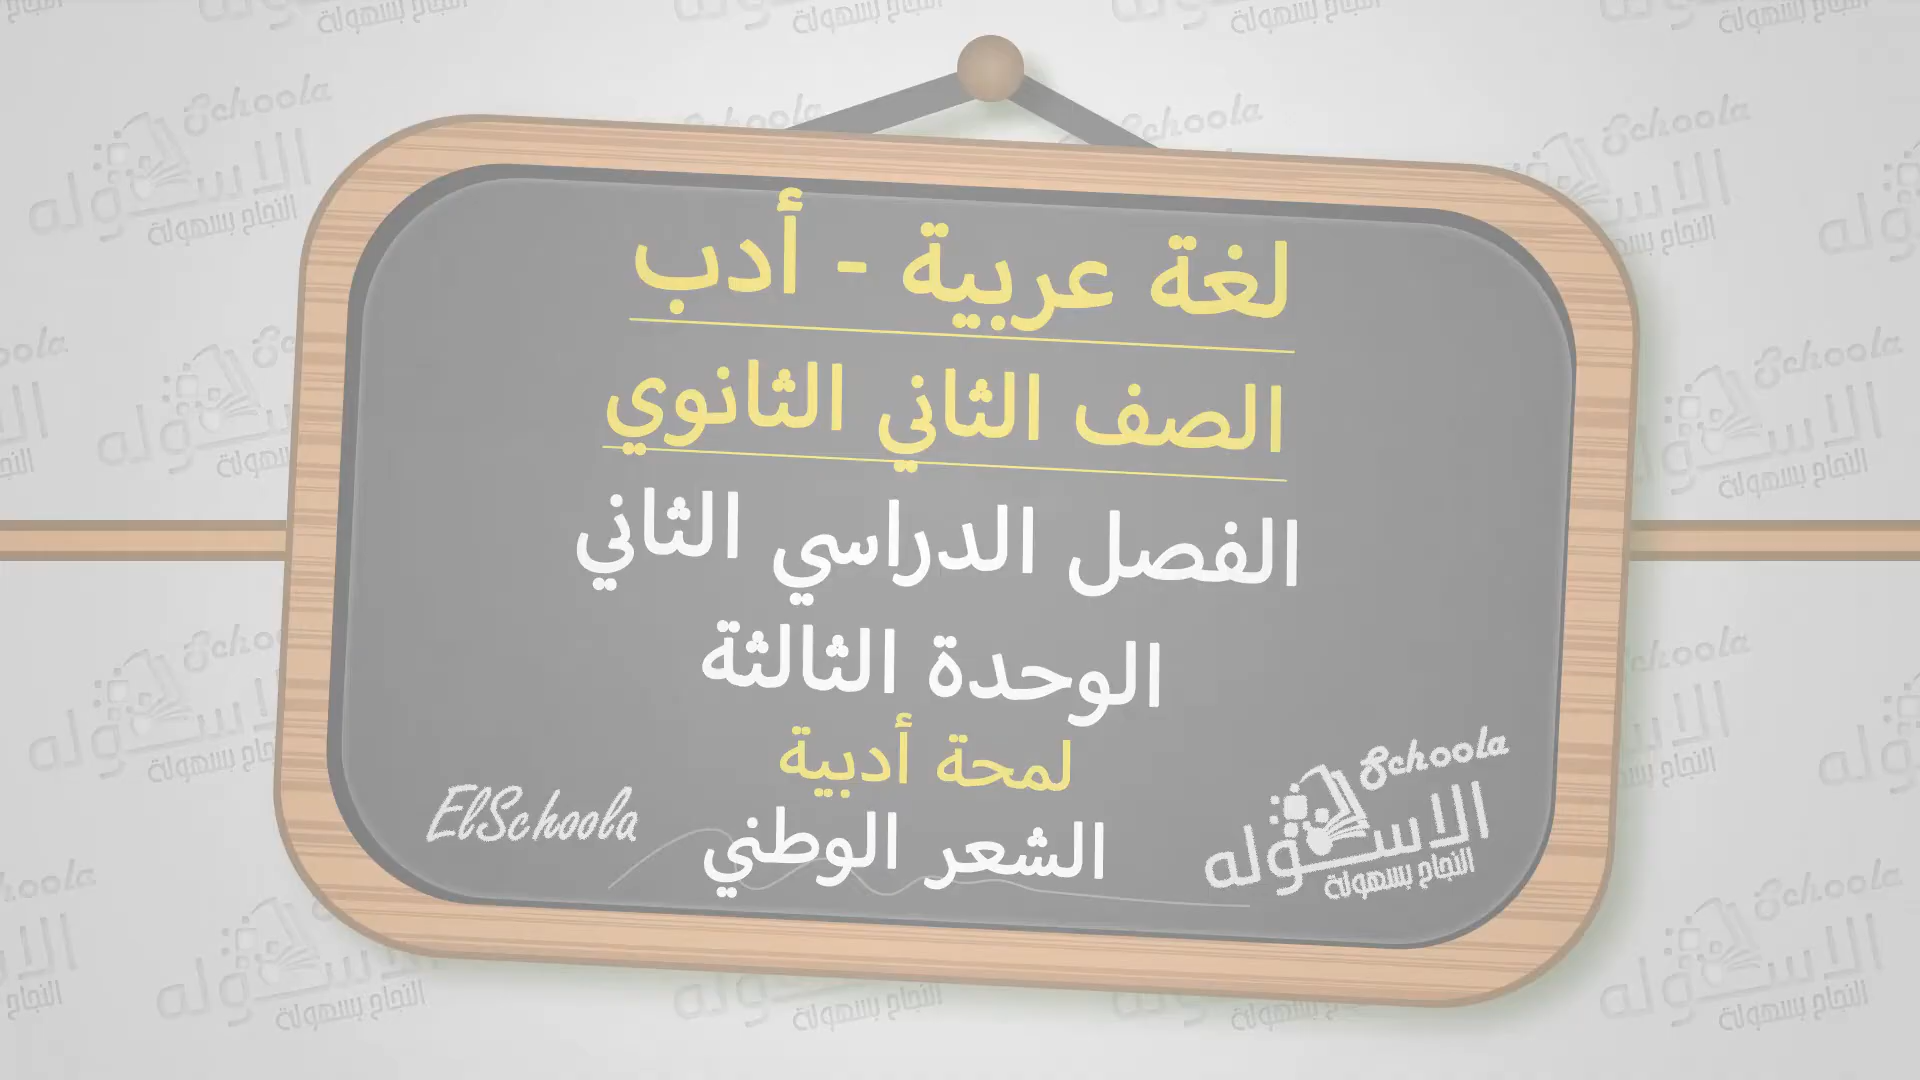 لغة عربية - أدب
الصف الثاني الثانوي
الفصل الدراسي الثاني
الوحدة الثالثة
لمحة أدبية
الشعر الوطني
ElSchoola
Schoola
الاسكوله
النجاح بسهولة